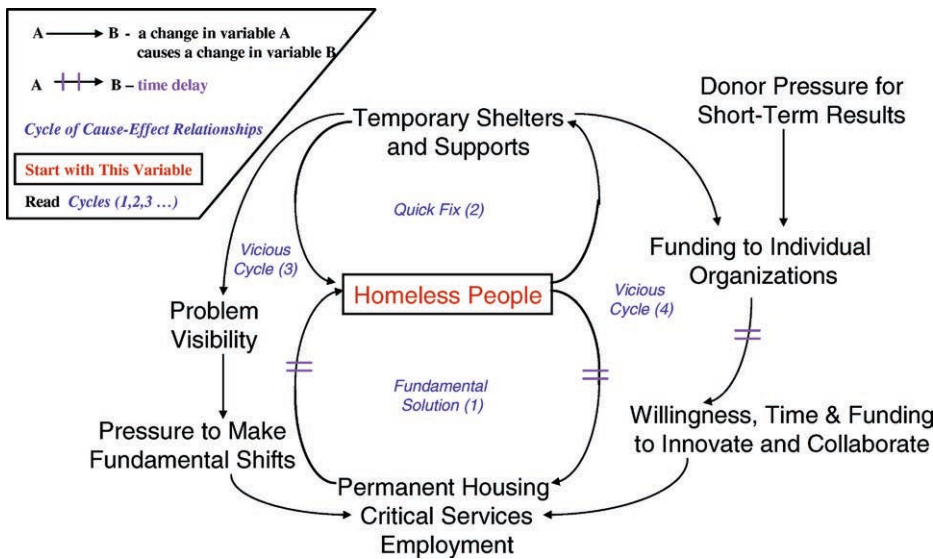 A B - a change in variable A
causes a change in variable B
A B – time delay
Cycle of Cause-Effect Relationships
Start with This Variable
Read Cycles (1,2,3 ...)
Donor Pressure for
Short-Term Results
Temporary Shelters
and Supports
Quick Fix (2)
Vicious
Cycle (3)
Funding to Individual
Organizations
Vicious
Cycle (4)
Homeless People
Problem
Visibility
Fundamental
Solution (1)
Willingness, Time & Funding
to Innovate and Collaborate
Pressure to Make
Fundamental Shifts
Permanent Housing
Critical Services
Employment